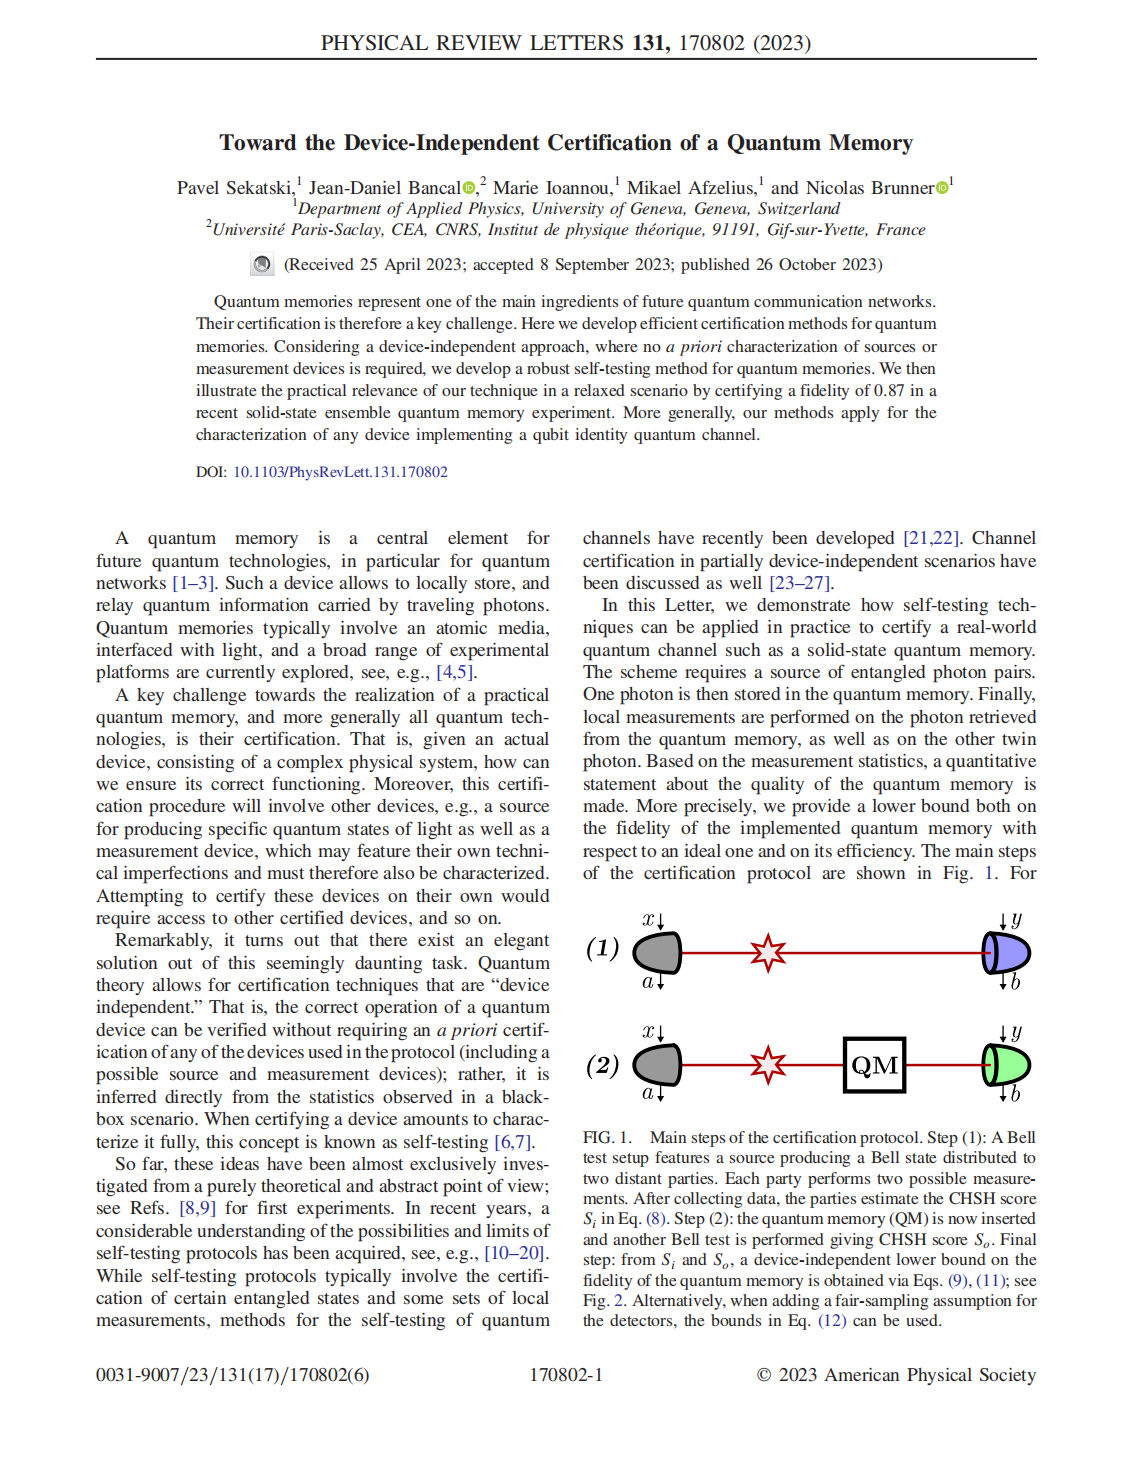 PHYSICAL REVIEW LETTERS 131, 170802 (2023)
Toward the Device-Independent Certification of a Quantum Memory
Pavel Sekatski,1 Jean-Daniel Bancal,2 Marie Ioannou,1 Mikael Afzelius,1 and Nicolas Brunner1
1Department of Applied Physics, University of Geneva, Geneva, Switzerland
2Université Paris-Saclay, CEA, CNRS, Institut de physique théorique, 91191, Gif-sur-Yvette, France
(Received 25 April 2023; accepted 8 September 2023; published 26 October 2023)
Quantum memories represent one of the main ingredients of future quantum communication networks.
Their certification is therefore a key challenge. Here we develop efficient certification methods for quantum
memories. Considering a device-independent approach, where no a priori characterization of sources or
measurement devices is required, we develop a robust self-testing method for quantum memories. We then
illustrate the practical relevance of our technique in a relaxed scenario by certifying a fidelity of 0.87 in a
recent solid-state ensemble quantum memory experiment. More generally, our methods apply for the
characterization of any device implementing a qubit identity quantum channel.
DOI: 10.1103/PhysRevLett.131.170802
A quantum memory is a central element for
future quantum technologies, in particular for quantum
networks [1–3]. Such a device allows to locally store, and
relay quantum information carried by traveling photons.
Quantum memories typically involve an atomic media,
interfaced with light, and a broad range of experimental
platforms are currently explored, see, e.g., [4,5].
A key challenge towards the realization of a practical
quantum memory, and more generally all quantum tech-
nologies, is their certification. That is, given an actual
device, consisting of a complex physical system, how can
we ensure its correct functioning. Moreover, this certifi-
cation procedure will involve other devices, e.g., a source
for producing specific quantum states of light as well as a
measurement device, which may feature their own techni-
cal imperfections and must therefore also be characterized.
Attempting to certify these devices on their own would
require access to other certified devices, and so on.
Remarkably, it turns out that there exist an elegant
solution out of this seemingly daunting task. Quantum
theory allows for certification techniques that are “device
independent.” That is, the correct operation of a quantum
device can be verified without requiring an a priori certif-
ication of any of the devices used in the protocol (including a
possible source and measurement devices); rather, it is
inferred directly from the statistics observed in a black-
box scenario. When certifying a device amounts to charac-
terize it fully, this concept is known as self-testing [6,7].
So far, these ideas have been almost exclusively inves-
tigated from a purely theoretical and abstract point of view;
see Refs. [8,9] for first experiments. In recent years, a
considerable understanding of the possibilities and limits of
self-testing protocols has been acquired, see, e.g., [10–20].
While self-testing protocols typically involve the certifi-
cation of certain entangled states and some sets of local
measurements, methods for the self-testing of quantum
channels have recently been developed [21,22]. Channel
certification in partially device-independent scenarios have
been discussed as well [23–27].
In this Letter, we demonstrate how self-testing tech-
niques can be applied in practice to certify a real-world
quantum channel such as a solid-state quantum memory.
The scheme requires a source of entangled photon pairs.
One photon is then stored in the quantum memory. Finally,
local measurements are performed on the photon retrieved
from the quantum memory, as well as on the other twin
photon. Based on the measurement statistics, a quantitative
statement about the quality of the quantum memory is
made. More precisely, we provide a lower bound both on
the fidelity of the implemented quantum memory with
respect to an ideal one and on its efficiency. The main steps
of the certification protocol are shown in Fig. 1. For
x y
(1)
a b
x y
(2) QM
a b
FIG. 1. Main steps of the certification protocol. Step (1): A Bell
test setup features a source producing a Bell state distributed to
two distant parties. Each party performs two possible measure-
ments. After collecting data, the parties estimate the CHSH score
Si in Eq. (8). Step (2): the quantum memory (QM) is now inserted
and another Bell test is performed giving CHSH score So. Final
step: from Si and So, a device-independent lower bound on the
fidelity of the quantum memory is obtained via Eqs. (9), (11); see
Fig. 2. Alternatively, when adding a fair-sampling assumption for
the detectors, the bounds in Eq. (12) can be used.
0031-9007/23/131(17)/170802(6) 170802-1 © 2023 American Physical Society